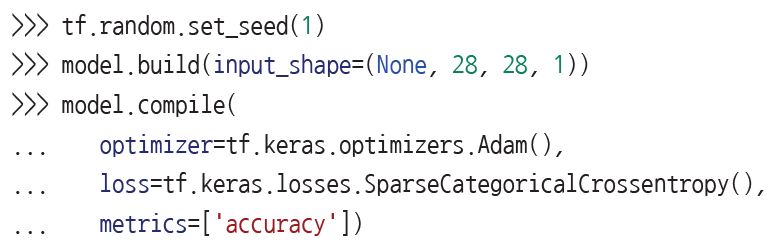 >>> tf.random.set_seed(1)
>>> model.build(input_shape=(None, 28, 28, 1))
>>> model.compile(
...    optimizer=tf.keras.optimizers.Adam(),
...    loss=tf.keras.losses.SparseCategoricalCrossentropy(),
...    metrics=['accuracy'])